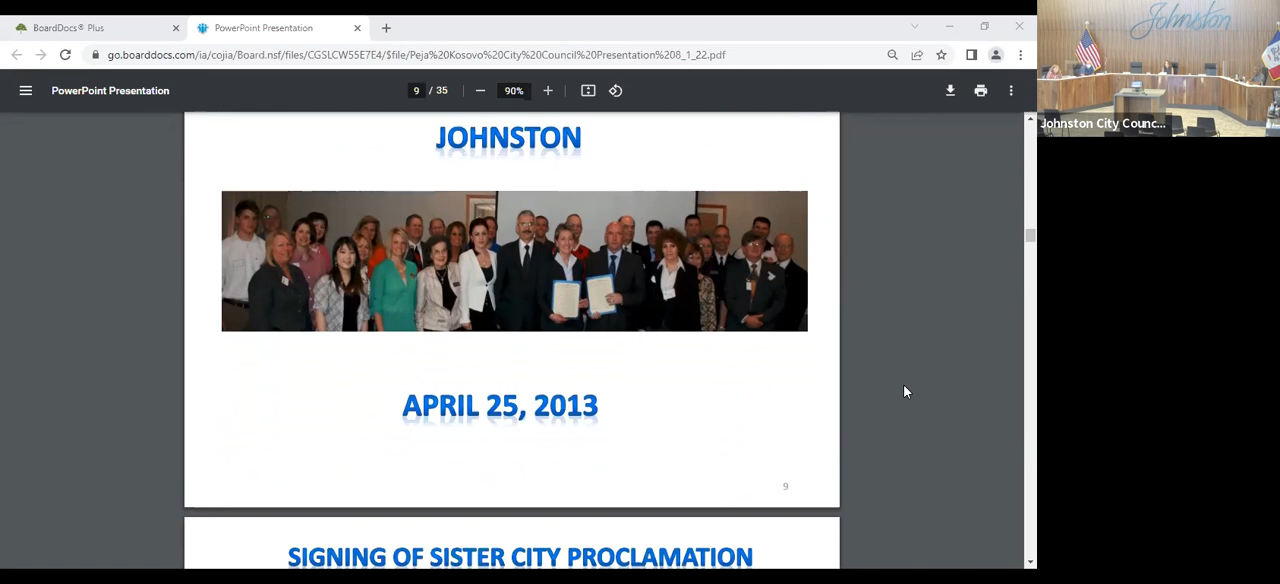 BoardDocs® Plus
PowerPoint Presentation
go.boarddocs.com/ia/cojia/Board.nsf/files/CGSLCW55E7E4/$file/Peja%20Kosovo%20City%20Council%20Presentation%208_1_22.pdf
PowerPoint Presentation
9 / 35
90%
Johnston
Johnston City Counc...
JOHNSTON
APRIL 25, 2013
9
SIGNING OF SISTER CITY PROCLAMATION